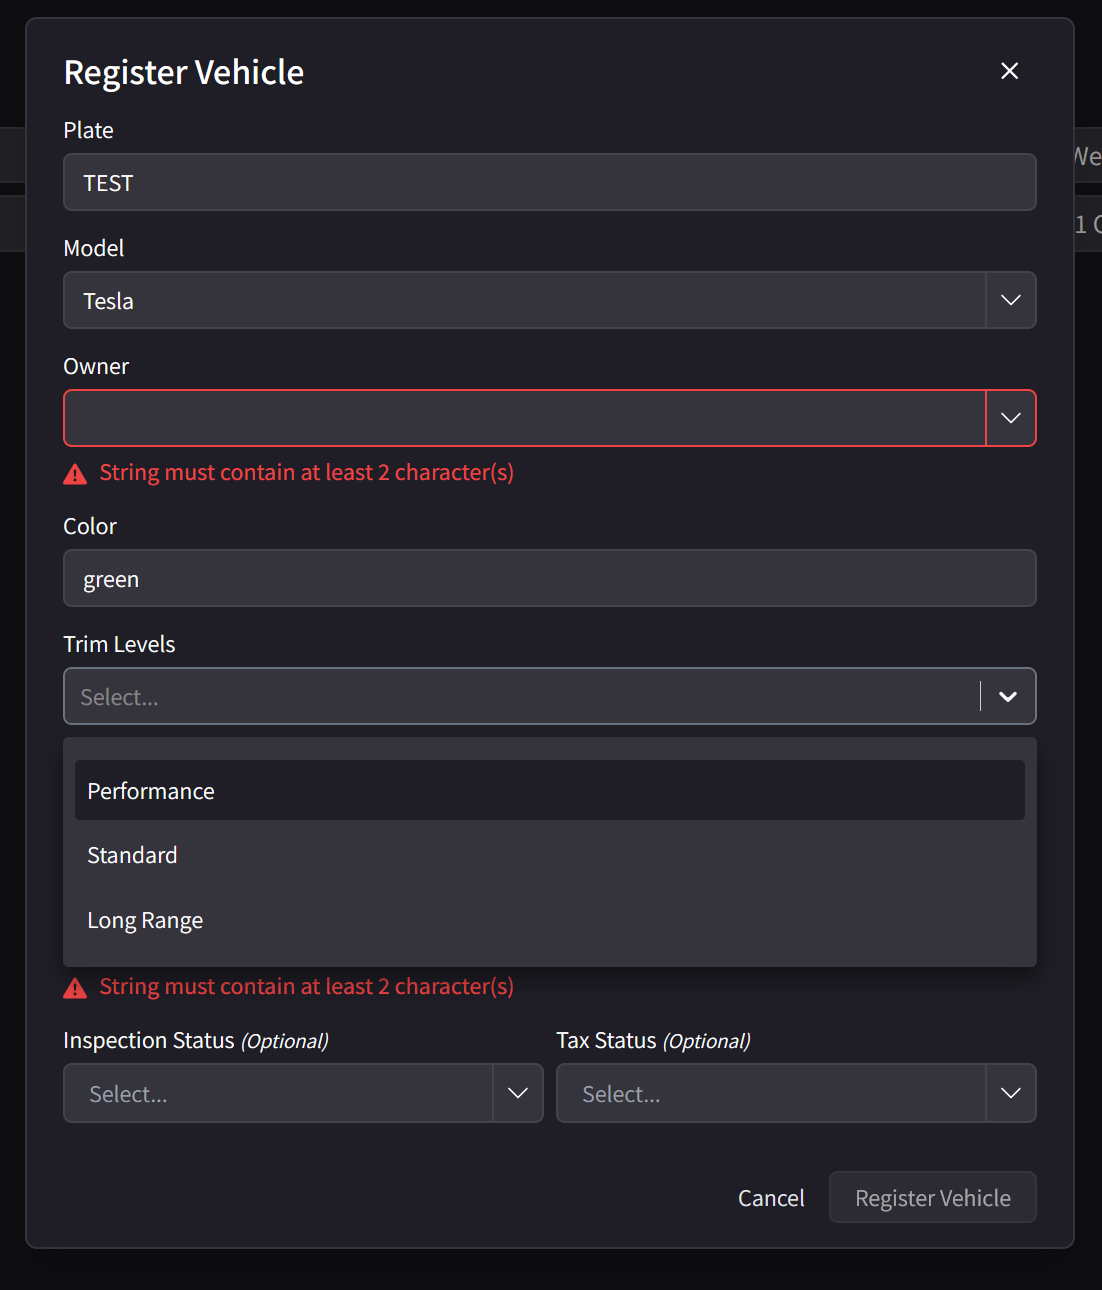 Register Vehicle
Plate
TEST
Model
Tesla
Owner
String must contain at least 2 character(s)
Color
green
Trim Levels
Select...
Performance
Standard
Long Range
String must contain at least 2 character(s)
Inspection Status (Optional)
Tax Status (Optional)
Select...
Select...
Cancel
Register Vehicle